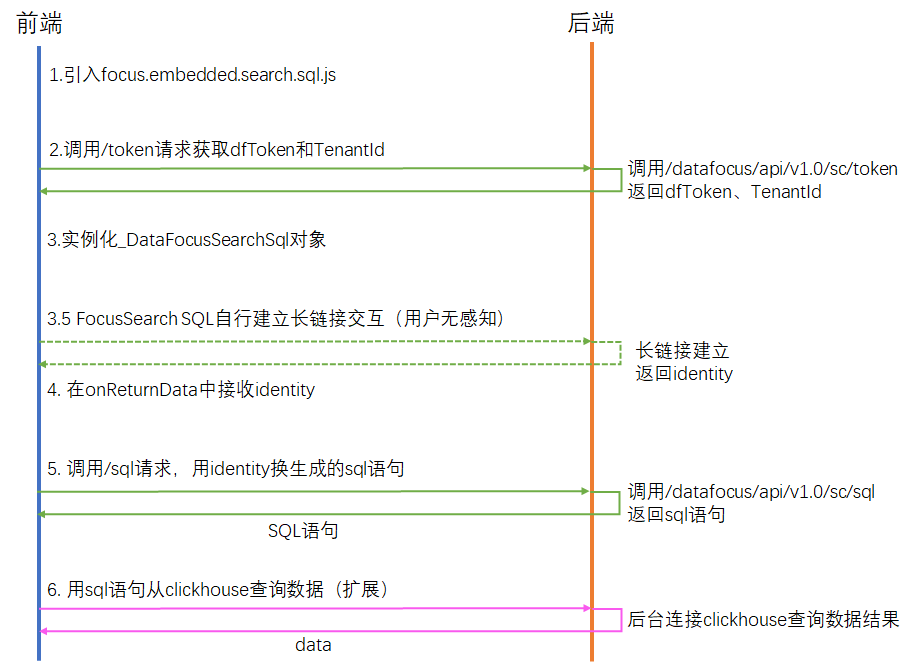 前端
后端
1.引入focus.embedded.search.sql.js
2.调用/token请求获取dfToken和TenantId
调用/datafocus/api/v1.0/sc/token
返回dfToken、TenantId
3.实例化_DataFocusSearchSql对象
3.5 FocusSearch SQL自行建立长链接交互（用户无感知）
长链接建立
返回identity
4. 在onReturnData中接收identity
5. 调用/sql请求，用identity换生成的sql语句
调用/datafocus/api/v1.0/sc/sql
返回sql语句
SQL语句
6. 用sql语句从clickhouse查询数据（扩展）
后台连接clickhouse查询数据结果
data